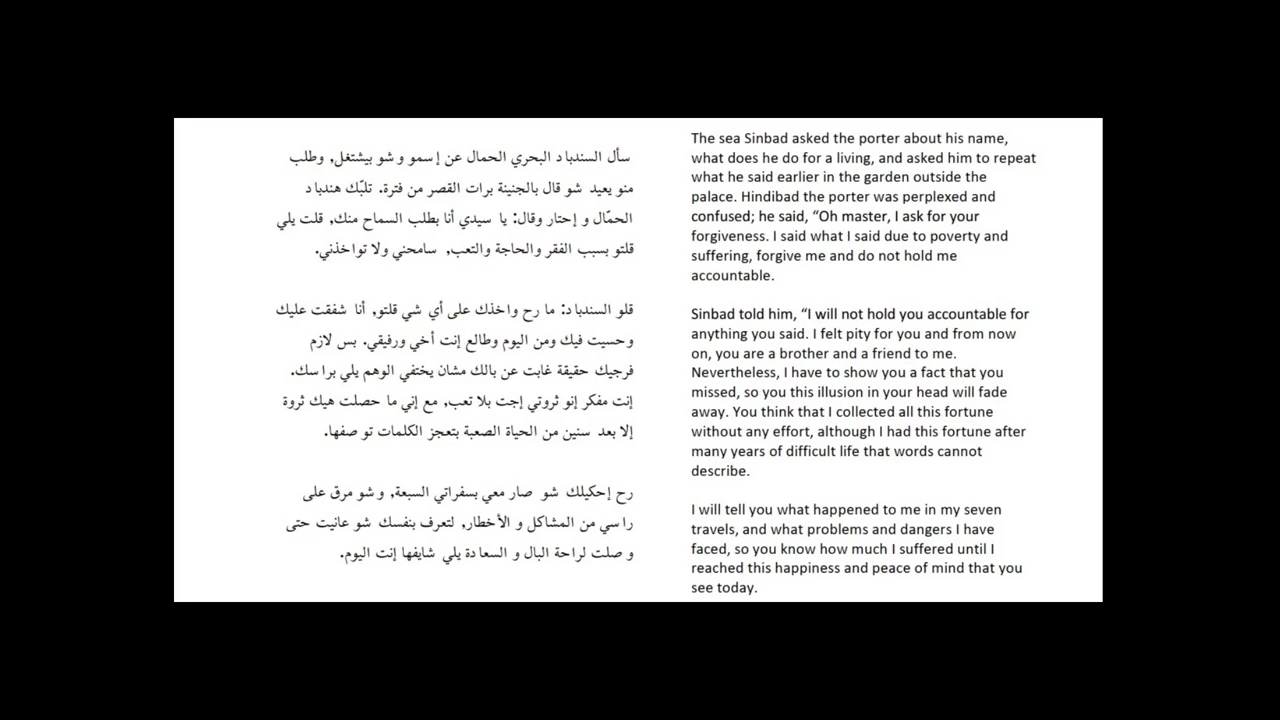 سأل السندباد البحري الحمال عن إسمو و شو بيشتغل, وطلب
منو يعيد شو قال بالجنينة برات القصر من فترة. تلبّك هندباد
الحمّال و إحتار وقال: يا سيدي أنا بطلب السماح منك, قلت يلي
قلتو بسبب الفقر والحاجة والتعب, سامحني ولا تواخذني.
قلو السندباد: ما رح واخذك على أي شي قلتو, أنا شفقت عليك
وحسيت فيك ومن اليوم وطالع إنت أخي ورفيقي. بس لازم
فرجيك حقيقة غابت عن بالك مشان يختفي الوهم يلي براسك.
إنت مفكر إنو ثروتي إجت بلا تعب, مع إني ما حصلت هيك ثروة
إلا بعد سنين من الحياة الصعبة بتعجز الكلمات توصفها.
رح إحكيلك شو صار معي بسفراتي السبعة, و شو مرق على
راسي من المشاكل و الأخطار, لتعرف بنفسك شو عانيت حتى
وصلت لراحة البال و السعادة يلي شايفها إنت اليوم.
The sea Sinbad asked the porter about his name,
what does he do for a living, and asked him to repeat
what he said earlier in the garden outside the
palace. Hindibad the porter was perplexed and
confused; he said, “Oh master, I ask for your
forgiveness. I said what I said due to poverty and
suffering, forgive me and do not hold me
accountable.
Sinbad told him, “I will not hold you accountable for
anything you said. I felt pity for you and from now
on, you are a brother and a friend to me.
Nevertheless, I have to show you a fact that you
missed, so you this illusion in your head will fade
away. You think that I collected all this fortune
without any effort, although I had this fortune after
many years of difficult life that words cannot
describe.
I will tell you what happened to me in my seven
travels, and what problems and dangers I have
faced, so you know how much I suffered until I
reached this happiness and peace of mind that you
see today.